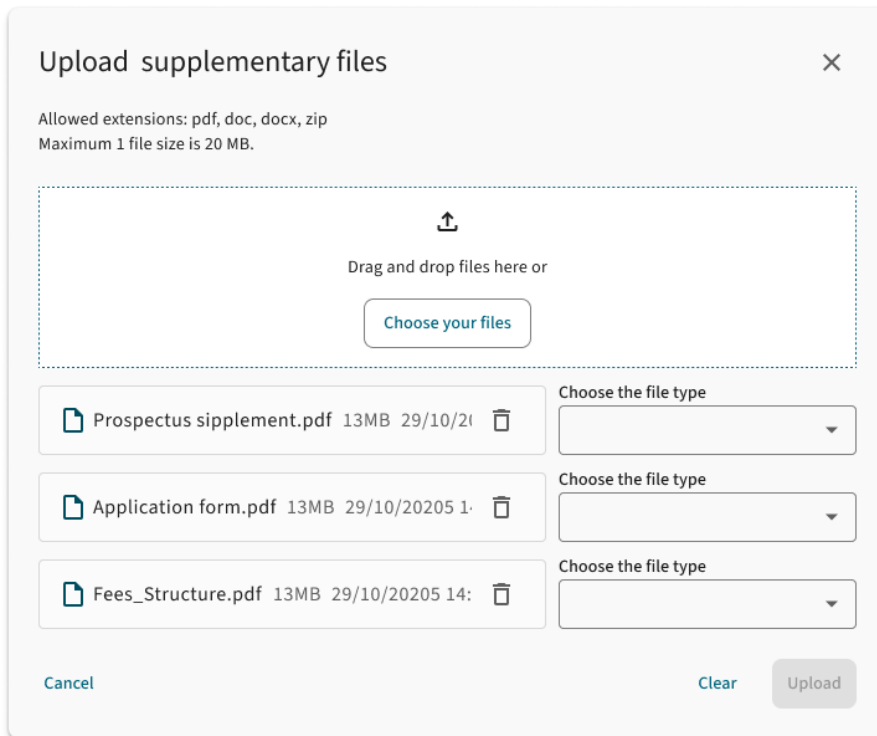 Upload supplementary files
Allowed extensions: pdf, doc, docx, zip
Maximum 1 file size is 20 MB.
Drag and drop files here or
Choose your files
Choose the file type
Prospectus sipplement.pdf 13MB 29/10/20
Choose the file type
Application form.pdf 13MB 29/10/20205 1
Choose the file type
Fees_Structure.pdf 13MB 29/10/20205 14:
Cancel Clear Upload